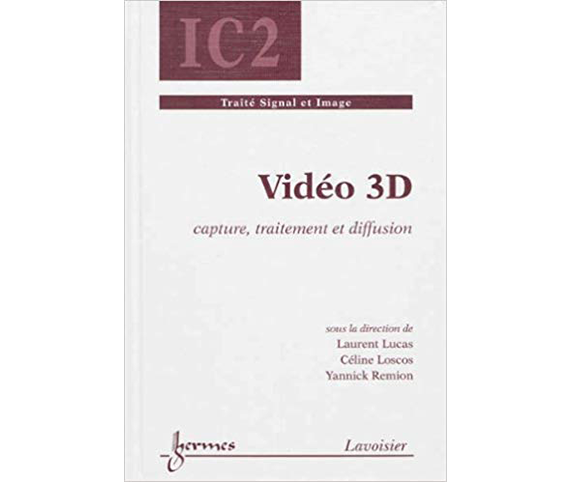 IC2
Traité Signal et Image
Vidéo 3D
capture, traitement et diffusion
sous la direction de
Laurent Lucas
Céline Loscos
Yannick Remion
hermes
Lavoisier